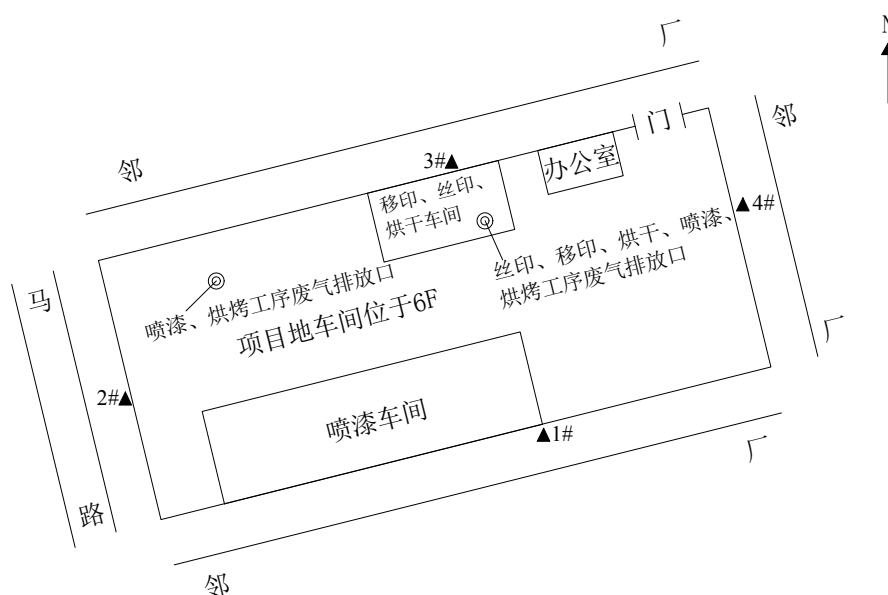 N
厂
邻
门
邻
3#▲
办公室
移印、丝印、
烘干车间
▲4#
丝印、移印、烘干、喷漆、
烘烤工序废气排放口
喷漆、烘烤工序废气排放口
项目地车间位于6F
马
厂
2#▲
喷漆车间
▲1#
厂
路
邻